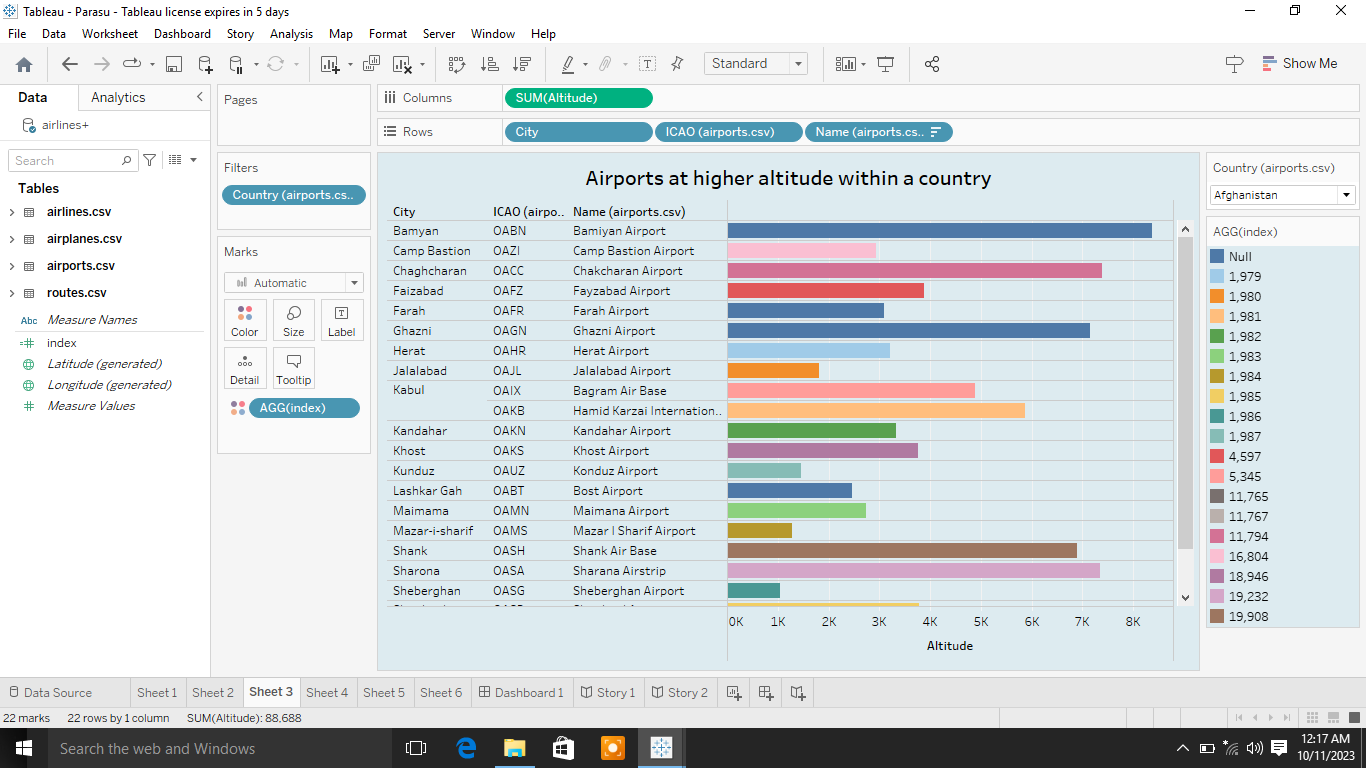 Tableau - Parasu - Tableau license expires in 5 days
File Data Worksheet Dashboard Story Analysis Map Format Server Window Help
Standard
Show Me
Data Analytics
airlines+
Search
Tables
airlines.csv
airplanes.csv
airports.csv
routes.csv
Abc Measure Names
index
Latitude (generated)
Longitude (generated)
Measure Values
Pages
Filters
Country (airports.cs..
Marks
Automatic
Color Size Label
Detail Tooltip
AGG(index)
Columns SUM(Altitude)
Rows City ICAO (airports.csv) Name (airports.cs..
Airports at higher altitude within a country
City ICAO (airpo.. Name (airports.csv)
Bamyan OABN Bamiyan Airport
Camp Bastion OAZI Camp Bastion Airport
Chaghcharan OACC Chakcharan Airport
Faizabad OAFZ Fayzabad Airport
Farah OAFR Farah Airport
Ghazni OAGN Ghazni Airport
Herat OAHR Herat Airport
Jalalabad OAJL Jalalabad Airport
Kabul OAIX Bagram Air Base
OAKB Hamid Karzai Internation..
Kandahar OAKN Kandahar Airport
Khost OAKS Khost Airport
Kunduz OAUZ Konduz Airport
Lashkar Gah OABT Bost Airport
Maimama OAMN Maimana Airport
Mazar-i-sharif OAMS Mazar I Sharif Airport
Shank OASH Shank Air Base
Sharona OASA Sharana Airstrip
Sheberghan OASG Sheberghan Airport
0K 1K 2K 3K 4K 5K 6K 7K 8K
Altitude
Country (airports.csv)
Afghanistan
AGG(index)
Null
1,979
1,980
1,981
1,982
1,983
1,984
1,985
1,986
1,987
4,597
5,345
11,765
11,767
11,794
16,804
18,946
19,232
19,908
Data Source Sheet 1 Sheet 2 Sheet 3 Sheet 4 Sheet 5 Sheet 6 Dashboard 1 Story 1 Story 2
22 marks 22 rows by 1 column SUM(Altitude): 88,688
Search the web and Windows
12:17 AM
10/11/2023